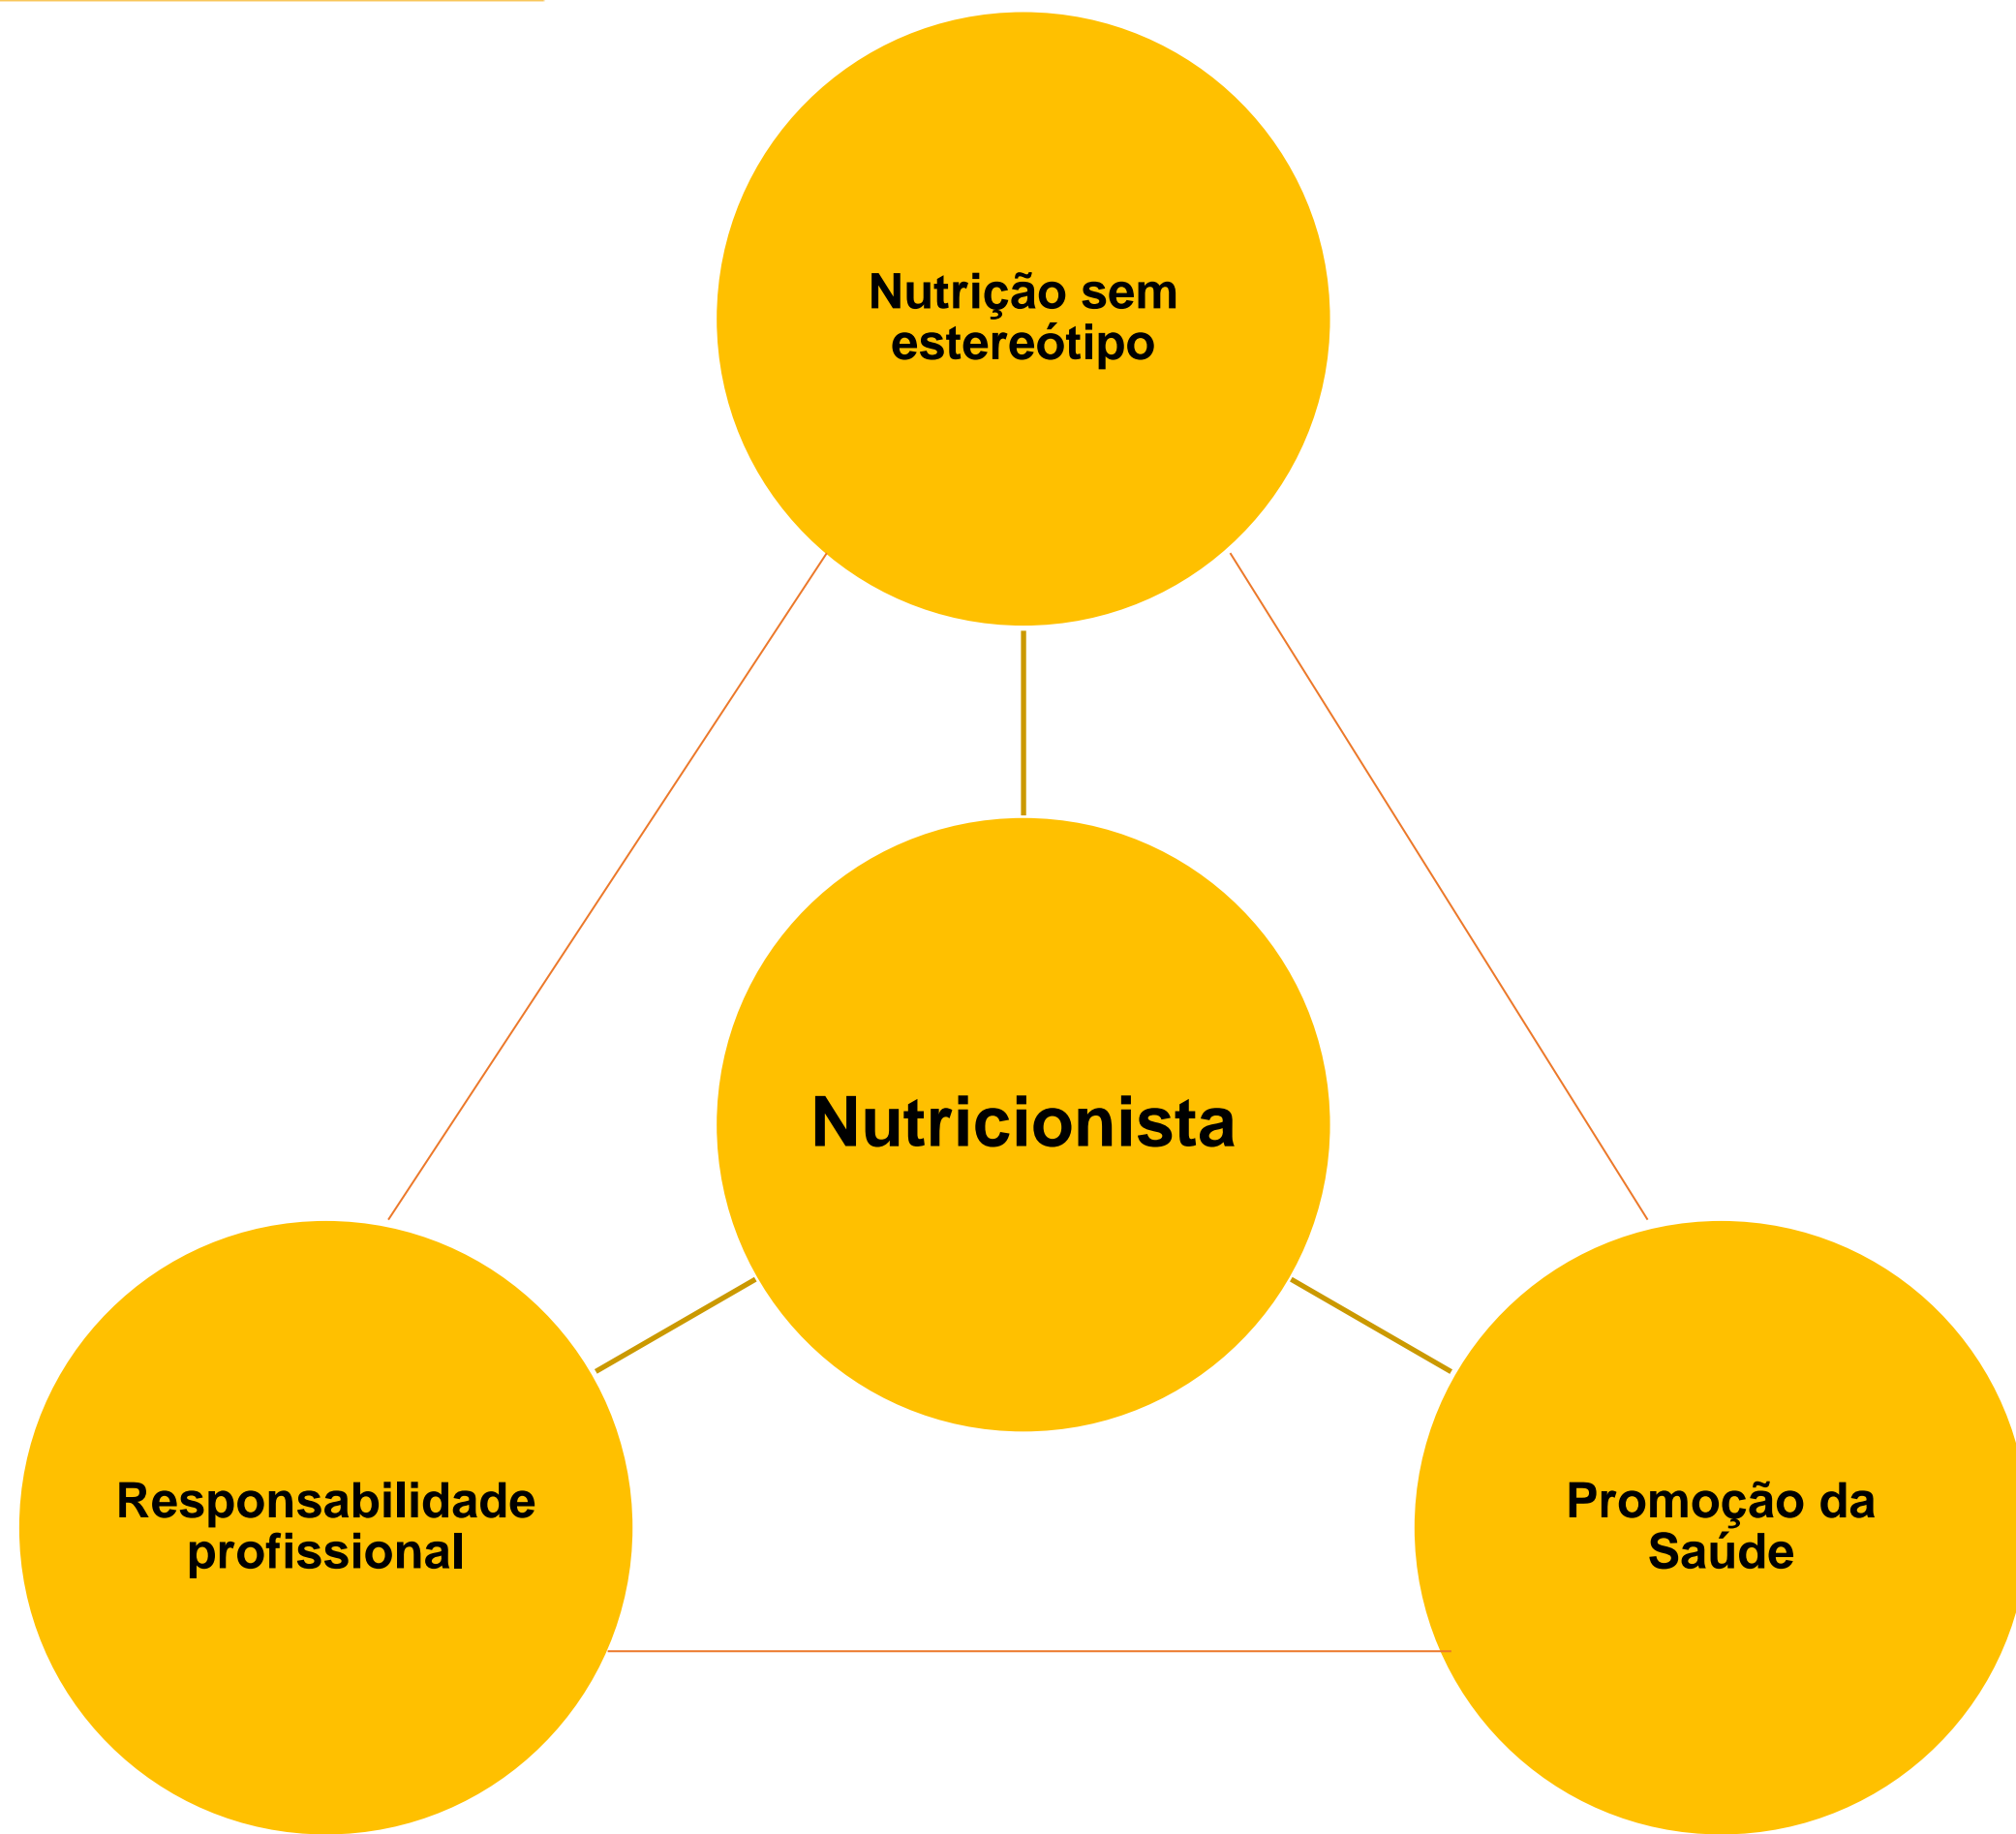 Nutrição sem
estereótipo
Nutricionista
Responsabilidade
profissional
Promoção da
Saúde